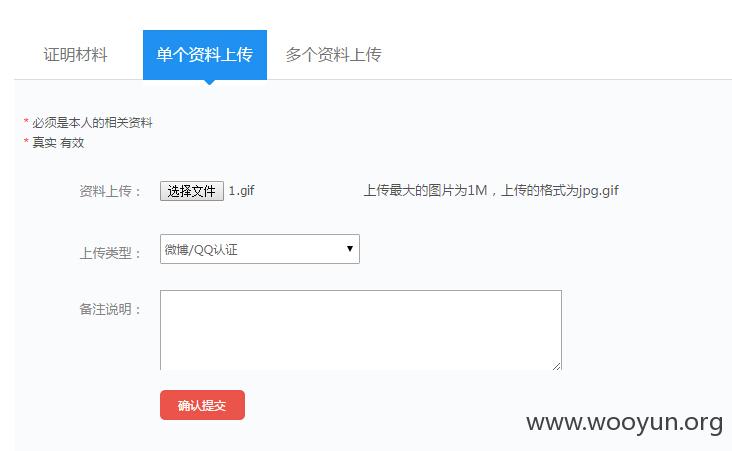 证明材料 单个资料上传 多个资料上传
* 必须是本人的相关资料
* 真实 有效
资料上传： 选择文件 1.gif 上传最大的图片为1M，上传的格式为jpg.gif
上传类型： 微博/QQ认证
备注说明：
确认提交
www.wooyun.org